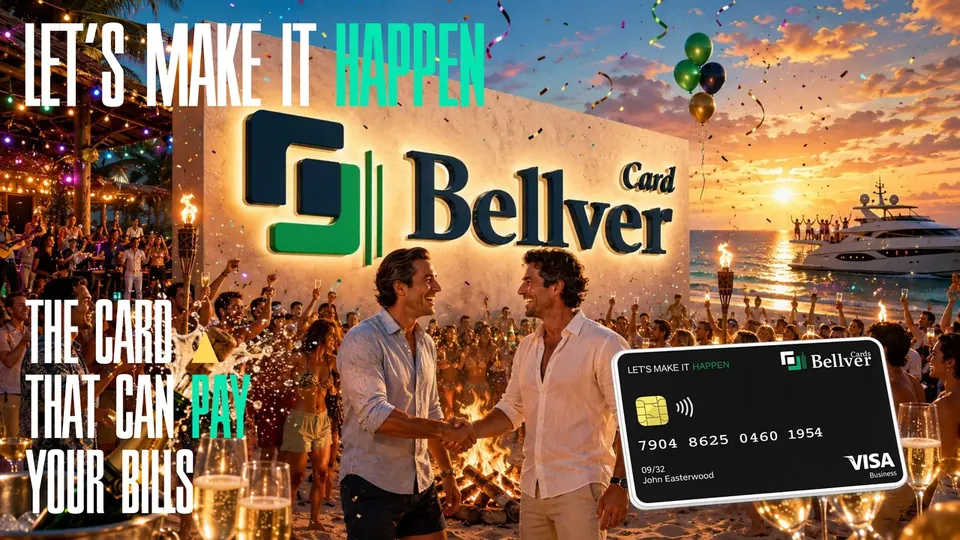 LET'S MAKE IT HAPPEN
Bellver Card
THE CARD
THAT CAN PAY
YOUR BILLS
LET'S MAKE IT HAPPEN
Bellver Cards
7904 8625 0460 1954
09/32
John Easterwood
VISA
Business